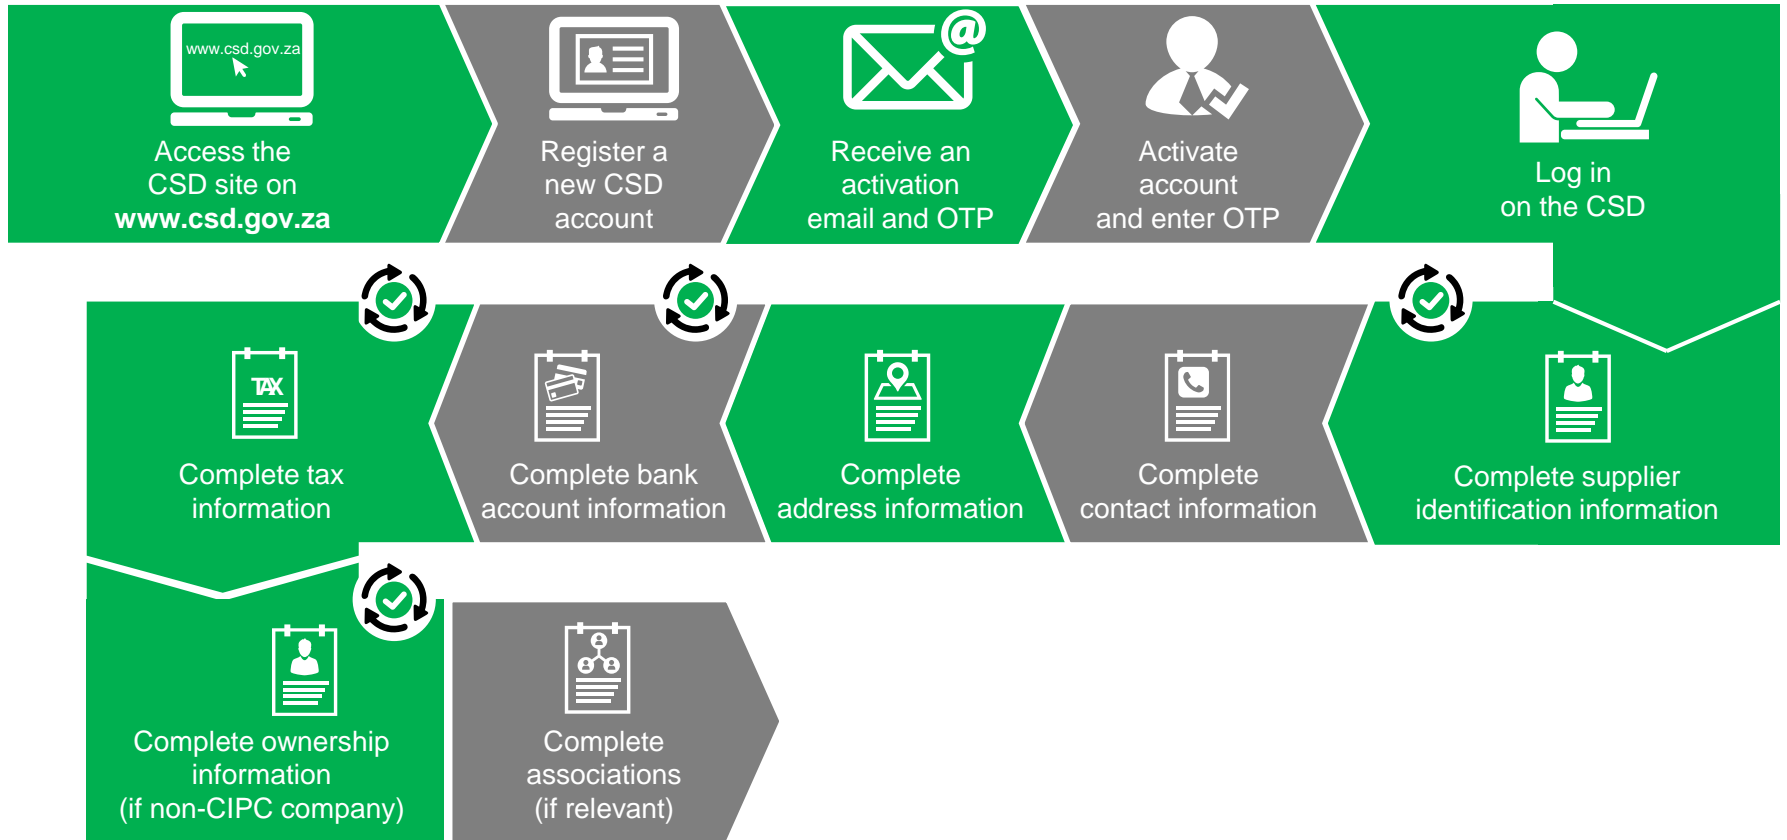 www.csd.gov.za
Access the
CSD site on
www.csd.gov.za
Register a
new CSD
account
Receive an
activation
email and OTP
Activate
account
and enter OTP
Log in
on the CSD
Complete supplier
identification information
Complete
contact information
Complete
address information
Complete bank
account information
TAX
Complete tax
information
Complete ownership
information
(if non-CIPC company)
Complete
associations
(if relevant)